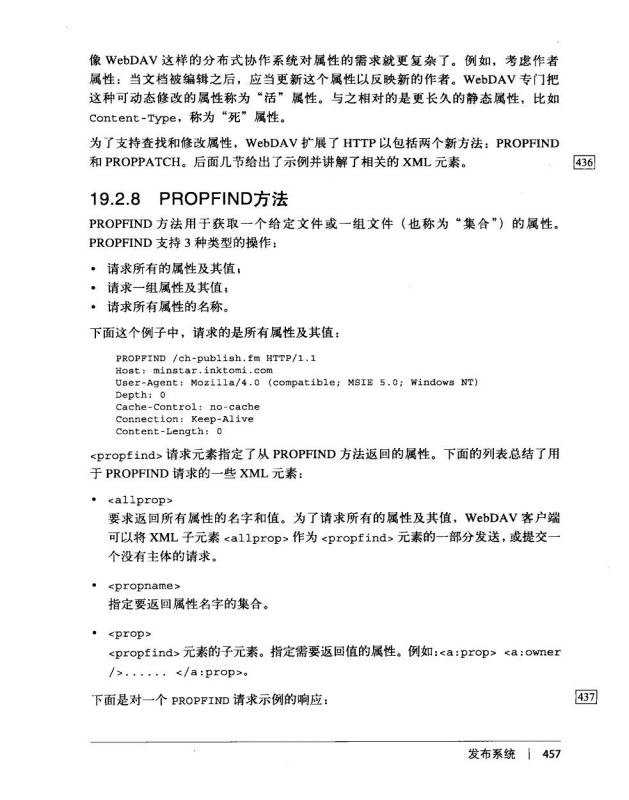 像 WebDAV 这样的分布式协作系统对属性的需求就更复杂了。例如，考虑作者
属性：当文档被编辑之后，应当更新这个属性以反映新的作者。WebDAV 专门把
这种可动态修改的属性称为“活”属性。与之相对的是更长久的静态属性，比如
Content-Type，称为“死”属性。
为了支持查找和修改属性，WebDAV 扩展了 HTTP 以包括两个新方法：PROPFIND
和 PROPPATCH。后面几节给出了示例并讲解了相关的 XML 元素。
436
19.2.8 PROPFIND方法
PROPFIND 方法用于获取一个给定文件或一组文件（也称为“集合”）的属性。
PROPFIND 支持 3 种类型的操作：
• 请求所有的属性及其值；
• 请求一组属性及其值；
• 请求所有属性的名称。
下面这个例子中，请求的是所有属性及其值：
PROPFIND /ch-publish.fm HTTP/1.1
Host: minstar.inktomi.com
User-Agent: Mozilla/4.0 (compatible; MSIE 5.0; Windows NT)
Depth: 0
Cache-Control: no-cache
Connection: Keep-Alive
Content-Length: 0
<propfind> 请求元素指定了从 PROPFIND 方法返回的属性。下面的列表总结了用
于 PROPFIND 请求的一些 XML 元素：
• <allprop>
要求返回所有属性的名字和值。为了请求所有的属性及其值，WebDAV 客户端
可以将 XML 子元素 <allprop> 作为 <propfind> 元素的一部分发送，或提交一
个没有主体的请求。
• <propname>
指定要返回属性名字的集合。
• <prop>
<propfind> 元素的子元素。指定需要返回值的属性。例如：<a:prop> <a:owner
/>...... </a:prop>。
下面是对一个 PROPFIND 请求示例的响应：
437
发布系统 | 457